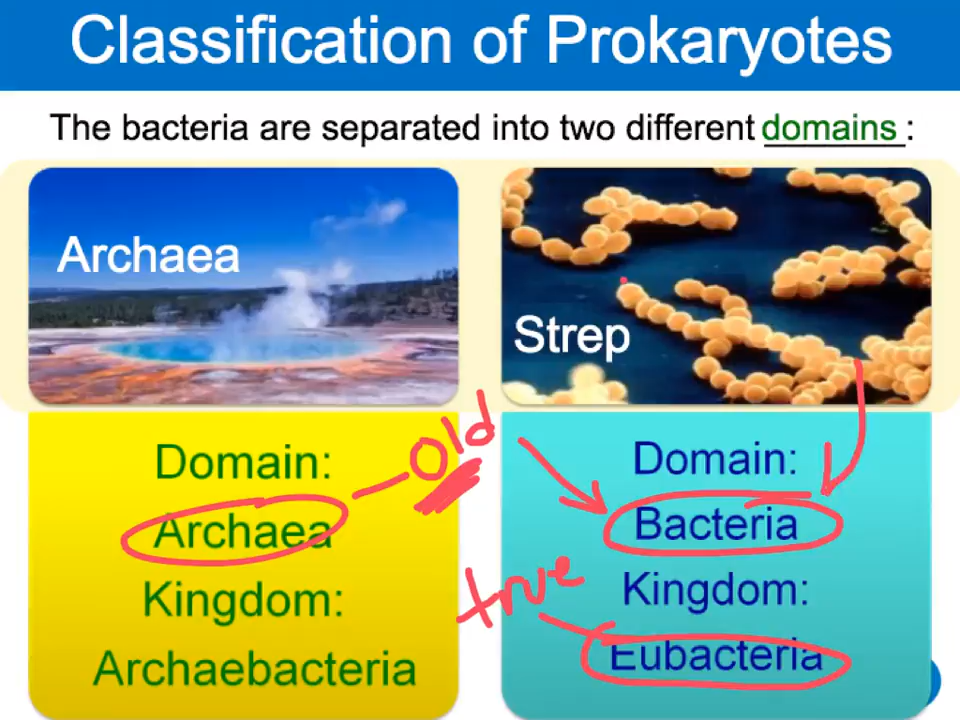 Classification of Prokaryotes
The bacteria are separated into two different domains :
Archaea
Strep
Domain:
Archaea
Kingdom:
Archaebacteria
old
true
Domain:
Bacteria
Kingdom:
Eubacteria